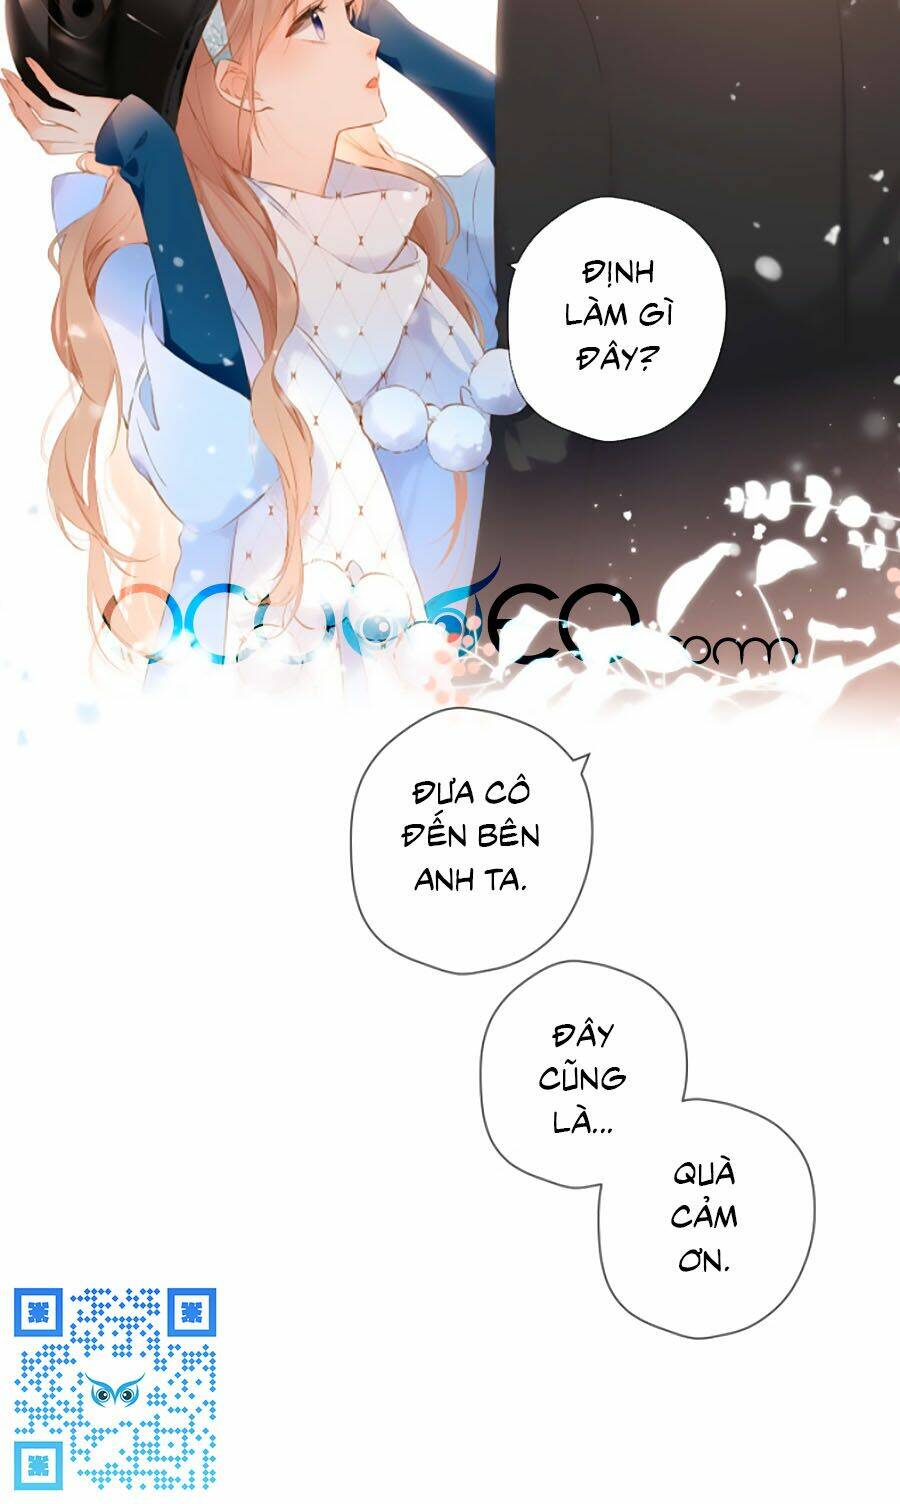 ĐỊNH
LÀM GÌ
ĐÂY?
ĐƯA CÔ
ĐẾN BÊN
ANH TA.
ĐÂY
CŨNG
LÀ...
QUÀ
CẢM
ƠN.